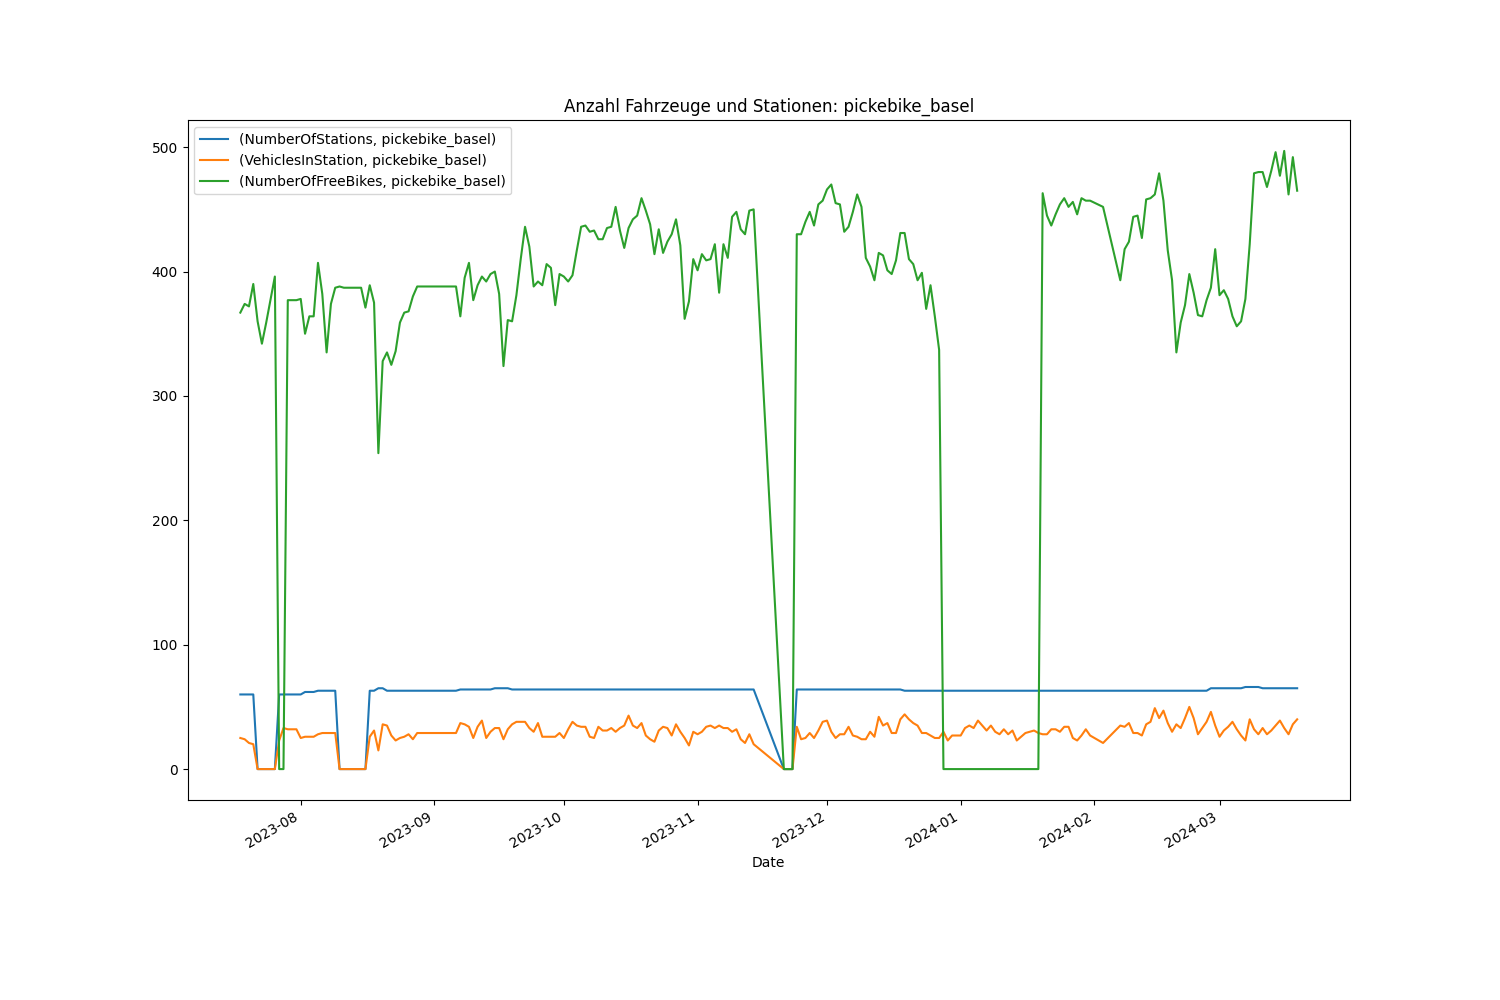 Anzahl Fahrzeuge und Stationen: pickebike_basel
(NumberOfStations, pickebike_basel)
(VehiclesInStation, pickebike_basel)
(NumberOfFreeBikes, pickebike_basel)
500
400
300
200
100
0
2023-08
2023-09
2023-10
2023-11
2023-12
2024-01
2024-02
2024-03
Date